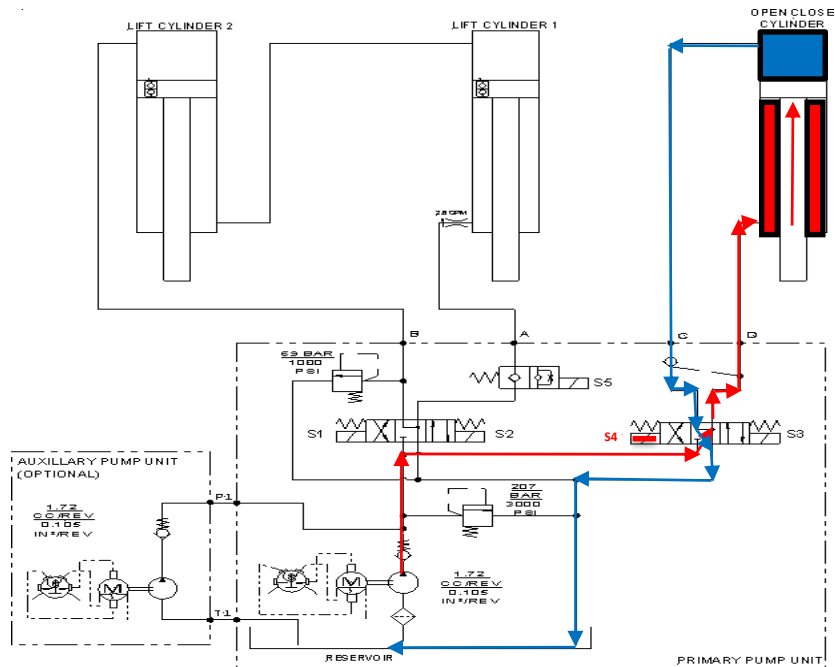 LIFT CYLINDER 2
LIFT CYLINDER 1
OPEN CLOSE
CYLINDER
2.8 GPM
B
A
C
D
69 BAR
1000
PSI
S5
S1
S2
S4
S3
AUXILLARY PUMP UNIT
(OPTIONAL)
P1
207
BAR
3000
PSI
1.72
CC/REV
0.105
IN³/REV
M
T1
1.72
CC/REV
0.105
IN³/REV
M
RESERVOIR
PRIMARY PUMP UNIT